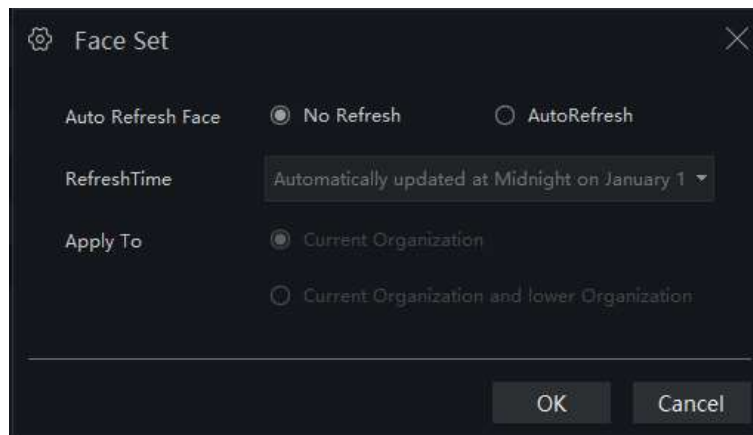 Face Set
Auto Refresh Face No Refresh AutoRefresh
RefreshTime Automatically updated at Midnight on January 1
Apply To Current Organization
Current Organization and lower Organization
OK Cancel